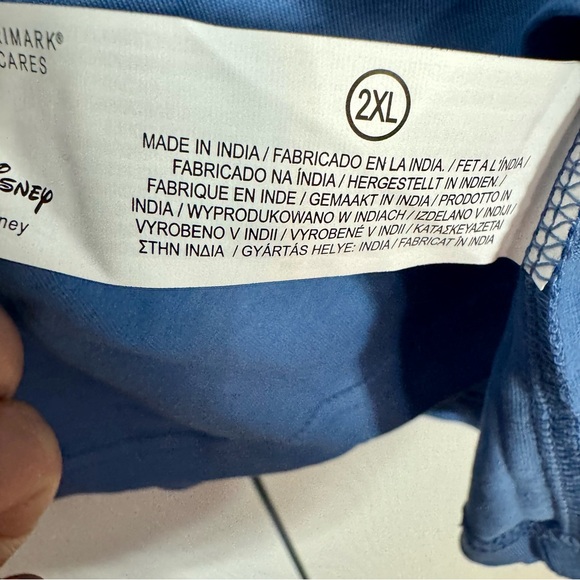 RIMARK®
CARES
2XL
MADE IN INDIA / FABRICADO EN LA INDIA. / FET A L'ÍNDIA /
FABRICADO NA ÍNDIA / HERGESTELLT IN INDIEN. /
FABRIQUE EN INDE / GEMAAKT IN INDIA / PRODOTTO IN
INDIA / WYPRODUKOWANO W INDIACH / IZDELANO V INDIJI /
VYROBENO V INDII / VYROBENÉ V INDII / ΚΑΤΑΣΚΕΥΑΖΕΤΑΙ
ΣΤΗΝ ΙΝΔΙΑ / GYÁRTÁS HELYE: INDIA / FABRICAT ÎN INDIA
DISNEY
ney